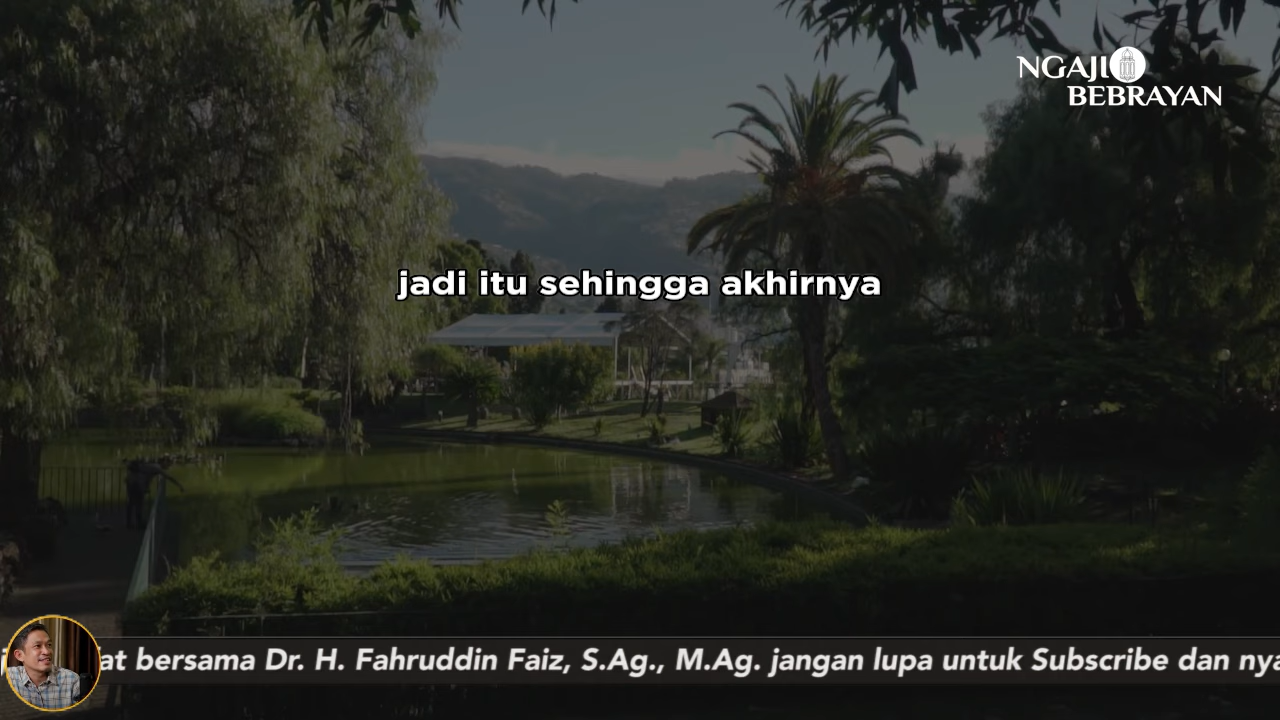 NGAJI
BEBRAYAN
jadi itu sehingga akhirnya
bersama Dr. H. Fahruddin Faiz, S.Ag., M.Ag. jangan lupa untuk Subscribe dan